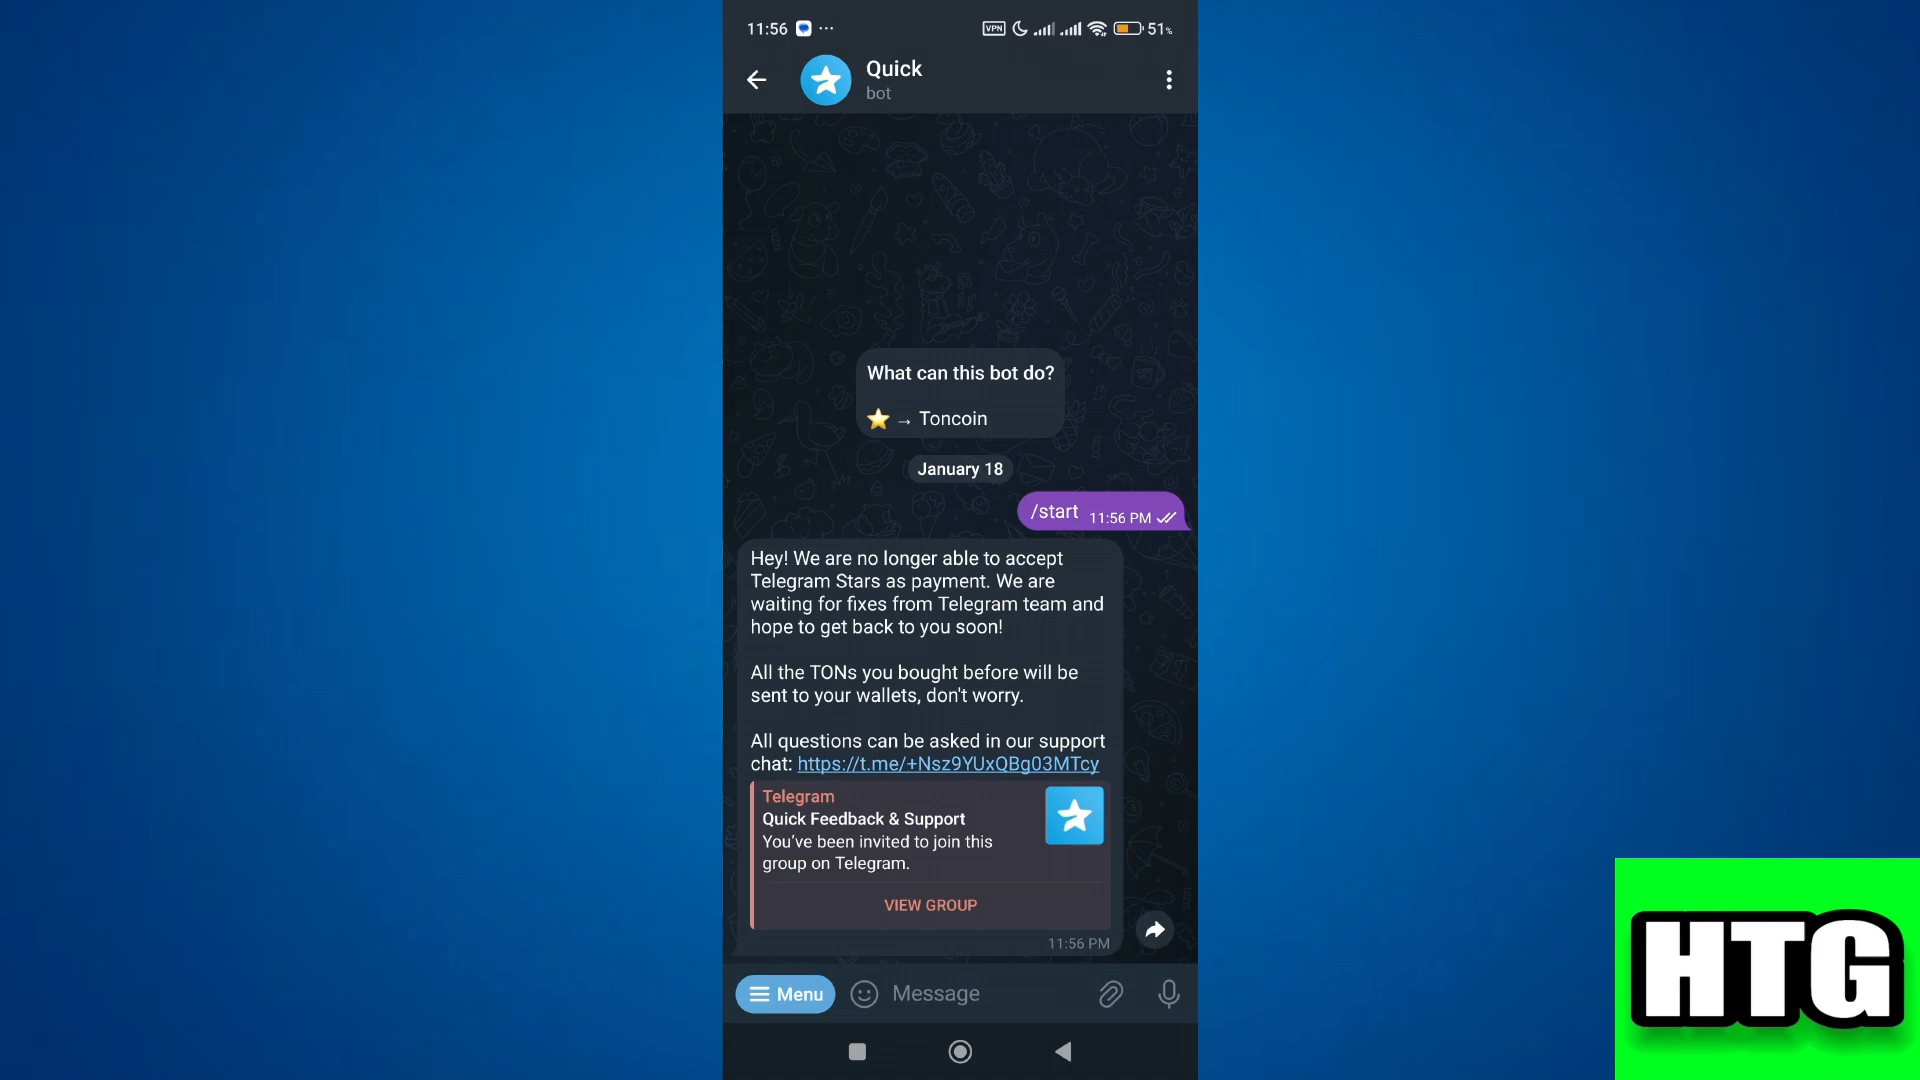 11:56 ... VPN 51%
Quick
bot
What can this bot do?
⭐ → Toncoin
January 18
/start 11:56 PM
Hey! We are no longer able to accept
Telegram Stars as payment. We are
waiting for fixes from Telegram team and
hope to get back to you soon!
All the TONs you bought before will be
sent to your wallets, don't worry.
All questions can be asked in our support
chat: https://t.me/+Nsz9YUxQBg03MTcy
Telegram
Quick Feedback & Support
You've been invited to join this
group on Telegram.
VIEW GROUP
11:56 PM
Menu Message
HTG